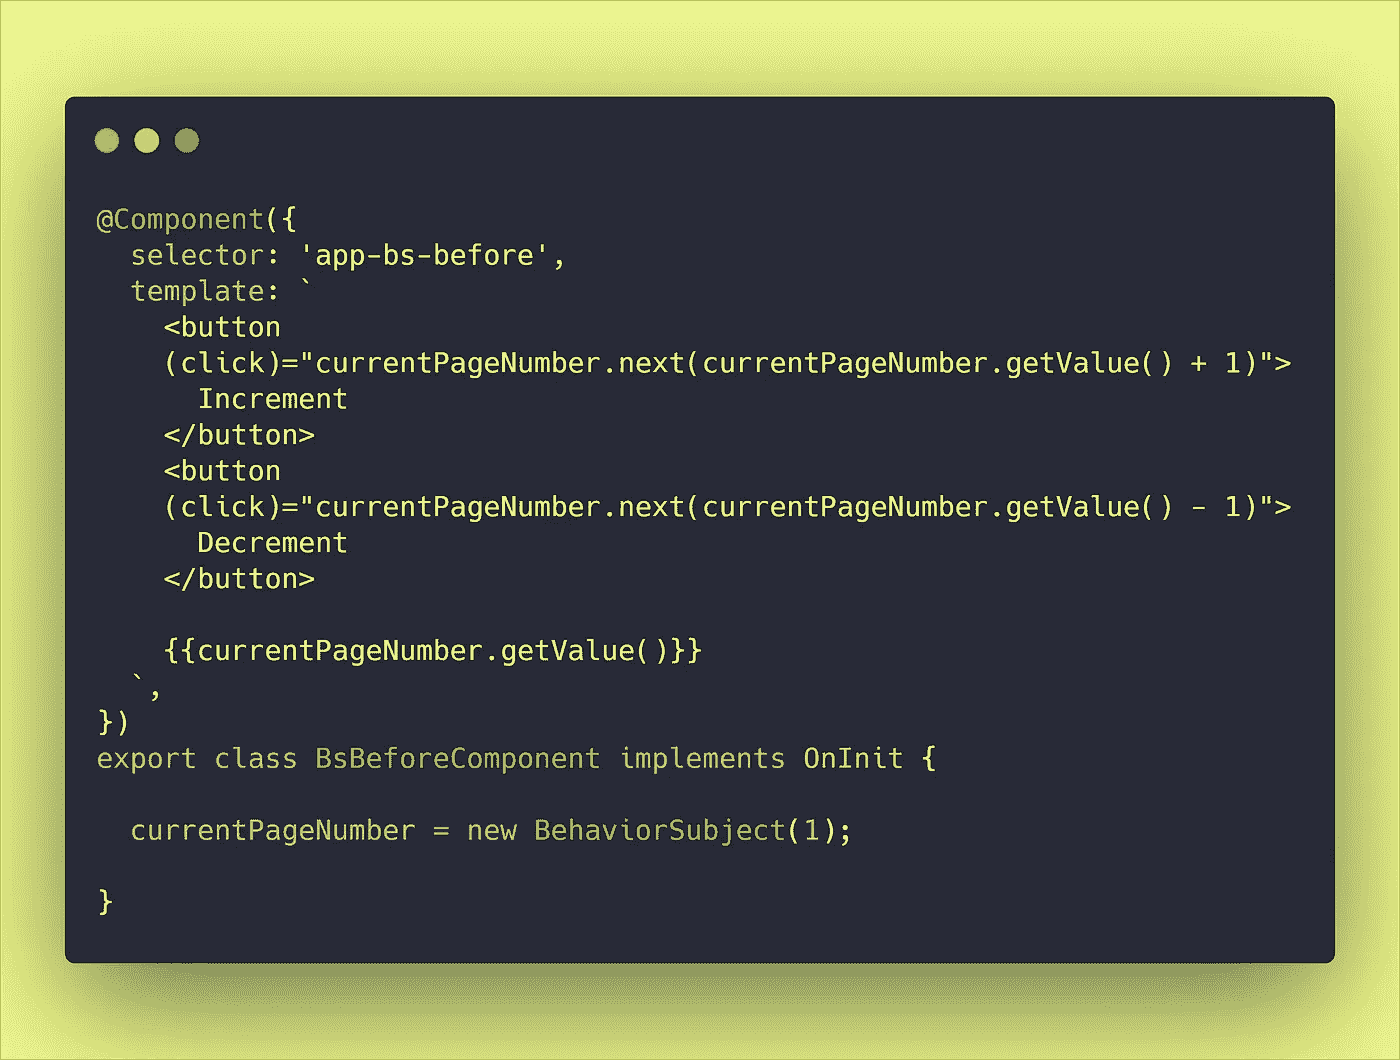 @Component({
  selector: 'app-bs-before',
  template: `
    <button
    (click)="currentPageNumber.next(currentPageNumber.getValue() + 1)">
      Increment
    </button>
    <button
    (click)="currentPageNumber.next(currentPageNumber.getValue() - 1)">
      Decrement
    </button>

    {{currentPageNumber.getValue()}}
  `,
})
export class BsBeforeComponent implements OnInit {

  currentPageNumber = new BehaviorSubject(1);

}